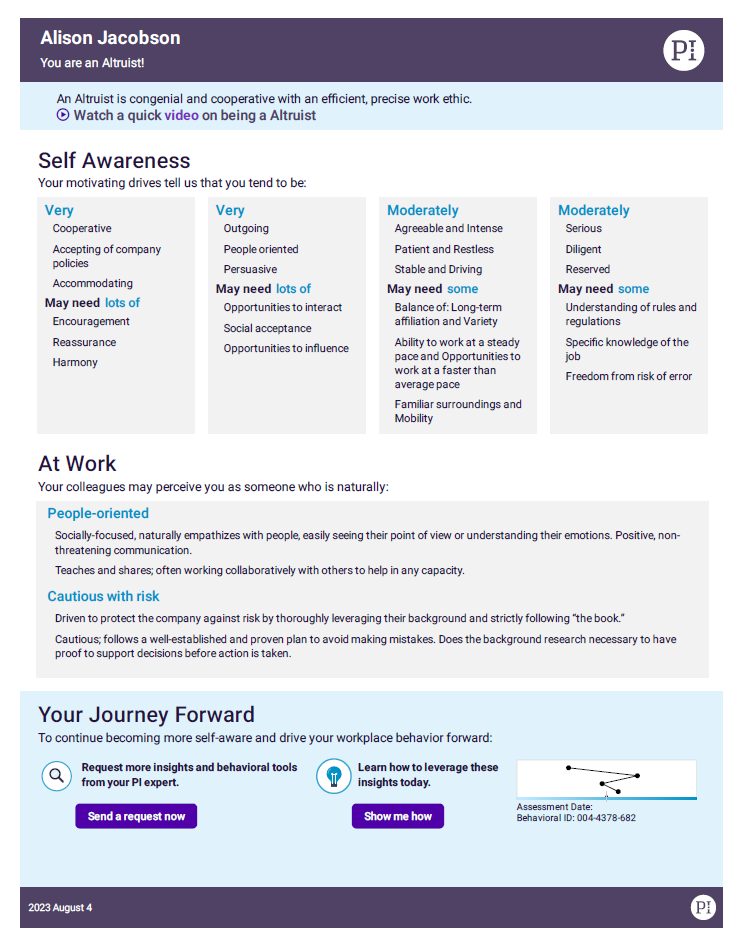 Alison Jacobson
You are an Altruist!
PI
An Altruist is congenial and cooperative with an efficient, precise work ethic.
Watch a quick video on being a Altruist
Self Awareness
Your motivating drives tell us that you tend to be:
Very
Cooperative
Accepting of company
policies
Accommodating
May need lots of
Encouragement
Reassurance
Harmony
Very
Outgoing
People oriented
Persuasive
May need lots of
Opportunities to interact
Social acceptance
Opportunities to influence
Moderately
Agreeable and Intense
Patient and Restless
Stable and Driving
May need some
Balance of: Long-term
affiliation and Variety
Ability to work at a steady
pace and Opportunities to
work at a faster than
average pace
Familiar surroundings and
Mobility
Moderately
Serious
Diligent
Reserved
May need some
Understanding of rules and
regulations
Specific knowledge of the
job
Freedom from risk of error
At Work
Your colleagues may perceive you as someone who is naturally:
People-oriented
Socially-focused, naturally empathizes with people, easily seeing their point of view or understanding their emotions. Positive, non-
threatening communication.
Teaches and shares; often working collaboratively with others to help in any capacity.
Cautious with risk
Driven to protect the company against risk by thoroughly leveraging their background and strictly following “the book.”
Cautious; follows a well-established and proven plan to avoid making mistakes. Does the background research necessary to have
proof to support decisions before action is taken.
Your Journey Forward
To continue becoming more self-aware and drive your workplace behavior forward:
Request more insights and behavioral tools
from your PI expert.
Send a request now
Learn how to leverage these
insights today.
Show me how
Assessment Date:
Behavioral ID: 004-4378-682
2023 August 4
PI